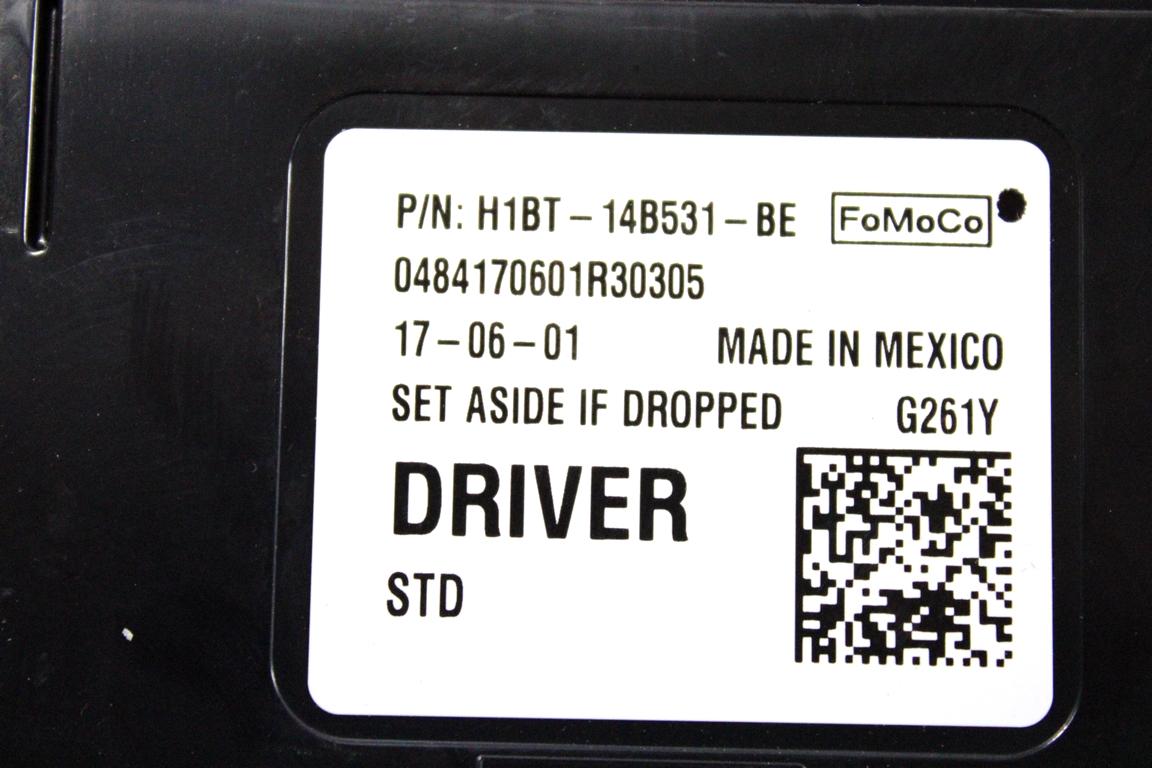 P/N: H1BT - 14B531 - BE FoMoCo
0484170601R30305
17-06-01 MADE IN MEXICO
SET ASIDE IF DROPPED G261Y
DRIVER
STD